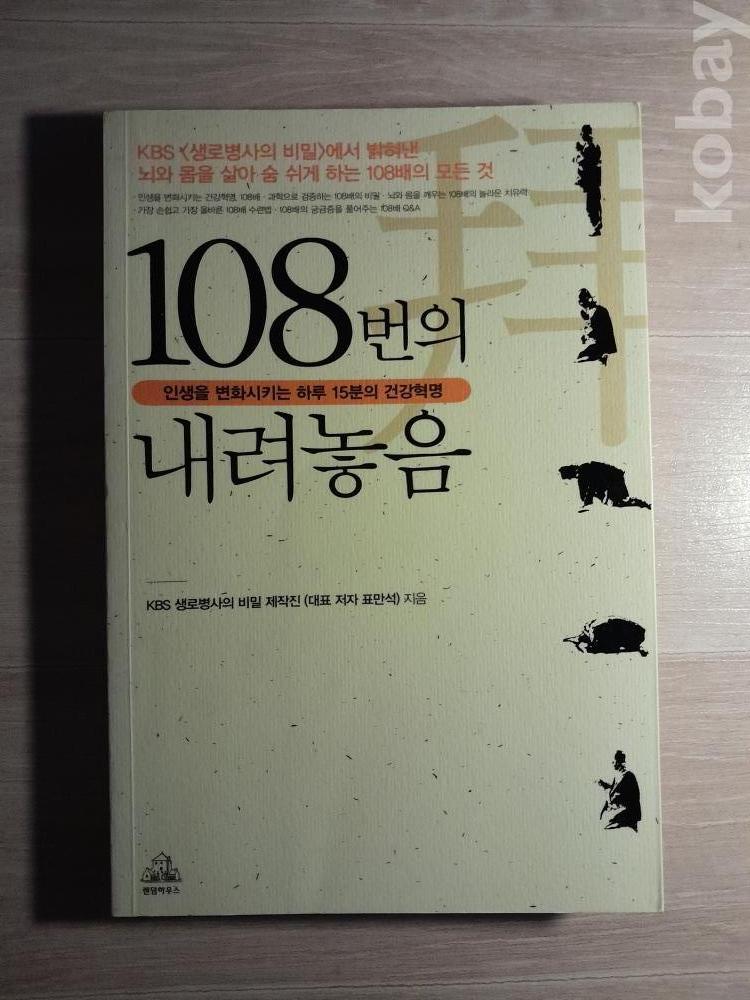 KBS 〈생로병사의 비밀〉에서 밝혀낸
뇌와 몸을 살아 숨 쉬게 하는 108배의 모든 것
인생을 변화시키는 건강혁명, 108배 · 과학으로 검증하는 108배의 비밀 · 뇌와 몸을 깨우는 108배의 놀라운 치유력
가장 손쉽고 가장 올바른 108배 수련법 · 108배의 궁금증을 풀어주는 108배 Q&A
拜
108번의
인생을 변화시키는 하루 15분의 건강혁명
내려놓음
KBS 생로병사의 비밀 제작진 (대표 저자 표만석) 지음
랜덤하우스
kobay